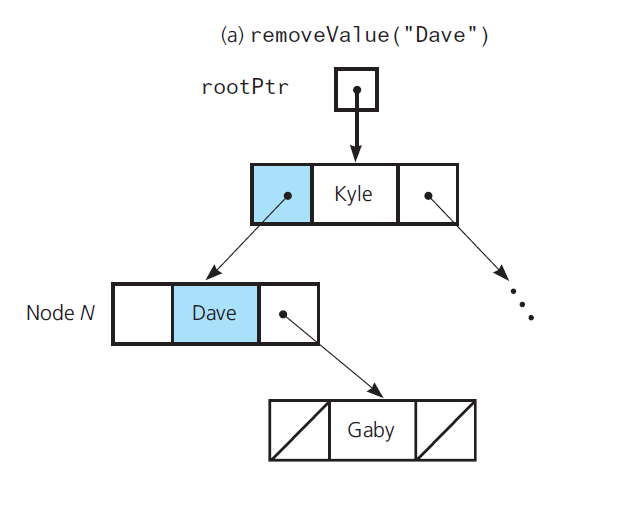 (a) removeValue("Dave")
rootPtr
Kyle
Node N
Dave
Gaby